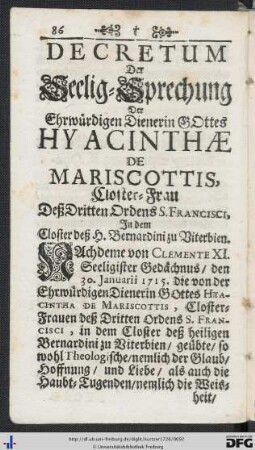 86 †
DECRETUM
Der
Seelig-Sprechung
Der
Ehrwürdigen Dienerin GOttes
HYACINTHÆ
DE
MARISCOTTIS,
Closter-Frau
Deß Dritten Ordens S. FRANCISCI,
In dem
Closter deß H. Bernardini zu Viterbien.
NAchdeme von CLEMENTE XI.
Seeligister Gedächnus / den
30. Januarii 1715. die von der
Ehrwürdigen Dienerin GOttes HYA-
CINTHA DE MARISCOTTIS, Closter-
Frauen deß Dritten Ordens S. FRAN-
CISCI, in dem Closter deß heiligen
Bernardini zu Viterbien / geübte / so
wohl Theologische / nemlich der Glaub /
Hoffnung / und Liebe / als auch die
Haubt-Tugenden / nemlich die Weis-
heit /
DFG